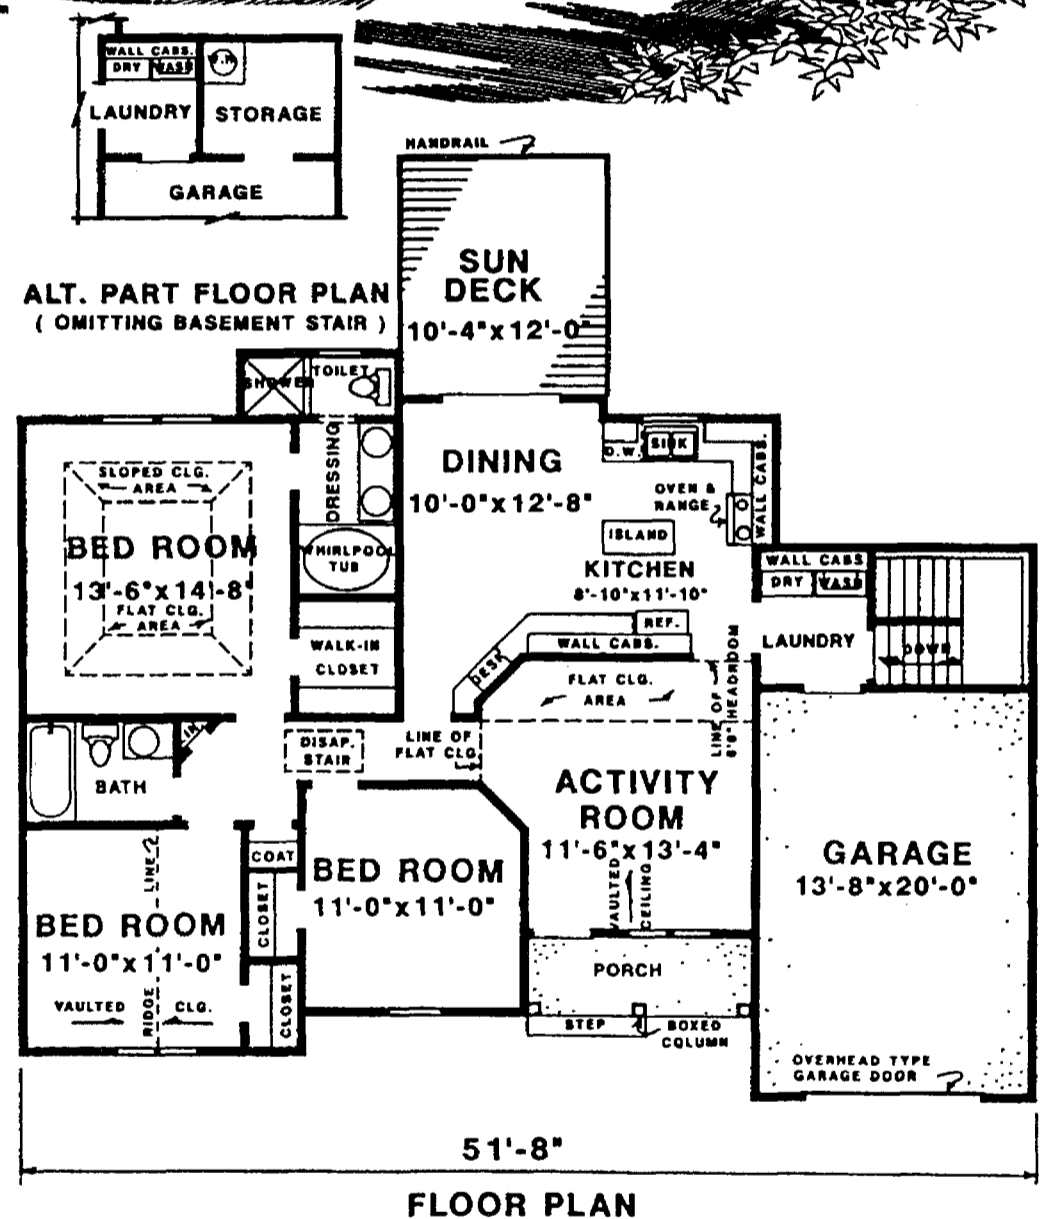 WALL CABS.
DRY WASH
W.H.
LAUNDRY STORAGE
GARAGE
ALT. PART FLOOR PLAN
( OMITTING BASEMENT STAIR )
HANDRAIL
SUN
DECK
10'-4"x12'-0"
SHOWER
TOILET
DRESSING
SLOPED CLG.
AREA
BED ROOM
13'-6"x14'-8"
FLAT CLG.
AREA
WHIRLPOOL
TUB
WALK-IN
CLOSET
DINING
10'-0"x12'-8"
D.W.
SINK
WALL CABS.
OVEN &
RANGE
ISLAND
KITCHEN
8'-10"x11'-10"
REF.
WALL CABS.
DESK
WALL CABS
DRY WASH
LAUNDRY
DOWN
FLAT CLG.
AREA
LINE OF
8'8" HEADROOM
LINE OF
FLAT CLG
DISAP.
STAIR
LIN.
BATH
ACTIVITY
ROOM
11'-6"x13'-4"
VAULTED
CEILING
GARAGE
13'-8"x20'-0"
COAT
CLOSET
CLOSET
BED ROOM
11'-0"x11'-0"
BED ROOM
11'-0"x11'-0"
VAULTED CLG.
RIDGE LINE
PORCH
STEP
BOXED
COLUMN
OVERHEAD TYPE
GARAGE DOOR
51'-8"
FLOOR PLAN